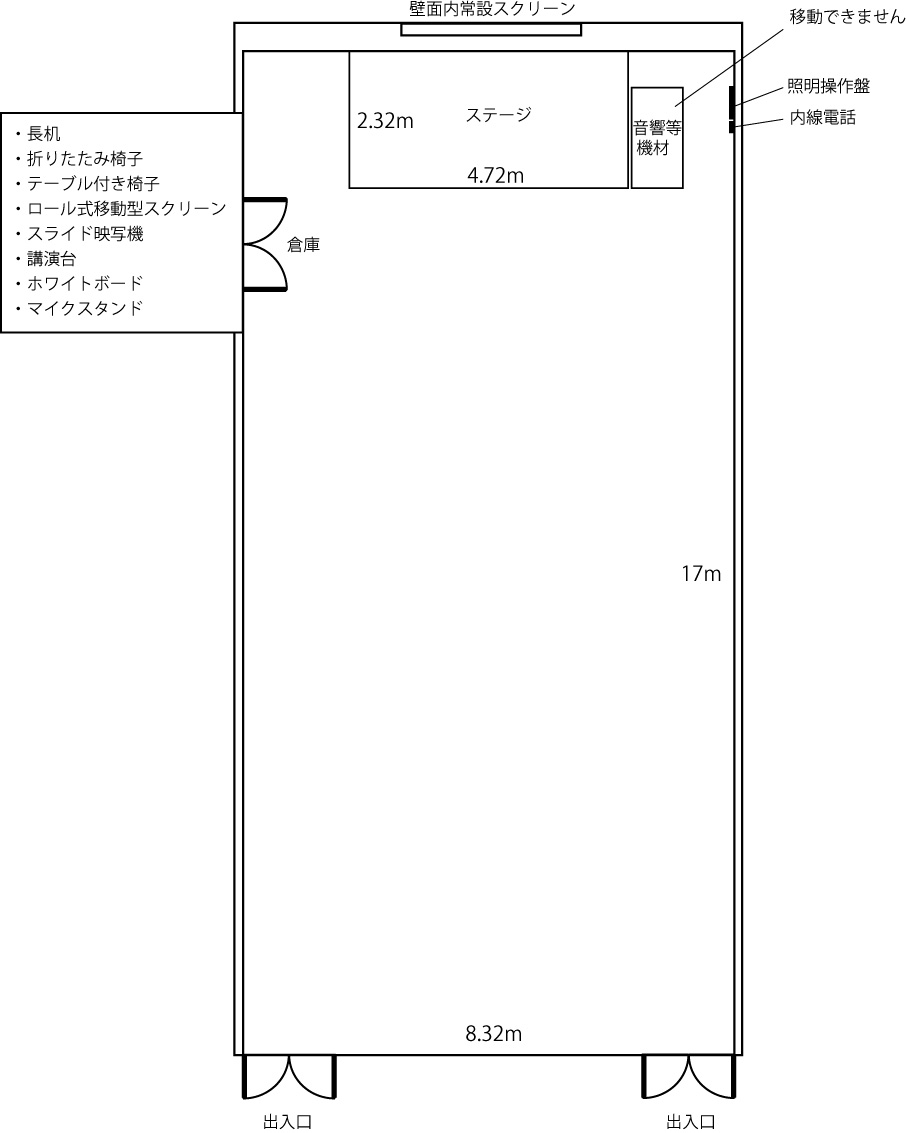 壁面内常設スクリーン
移動できません
照明操作盤
内線電話
ステージ
2.32m
4.72m
音響等
機材
・長机
・折りたたみ椅子
・テーブル付き椅子
・ロール式移動型スクリーン
・スライド映写機
・講演台
・ホワイトボード
・マイクスタンド
倉庫
17m
8.32m
出入口
出入口